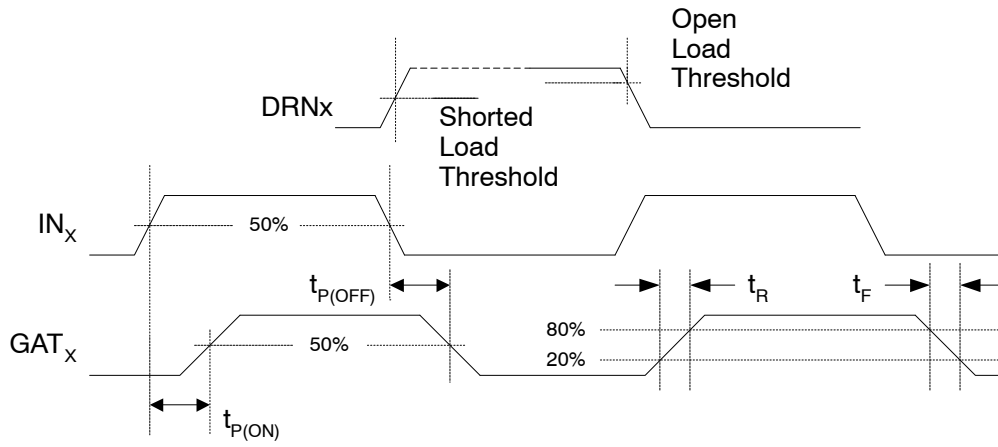 Open
Load
Threshold
DRNx
Shorted
Load
Threshold
IN_X
50%
t_P(OFF)
t_R
t_F
GAT_X
50%
80%
20%
t_P(ON)